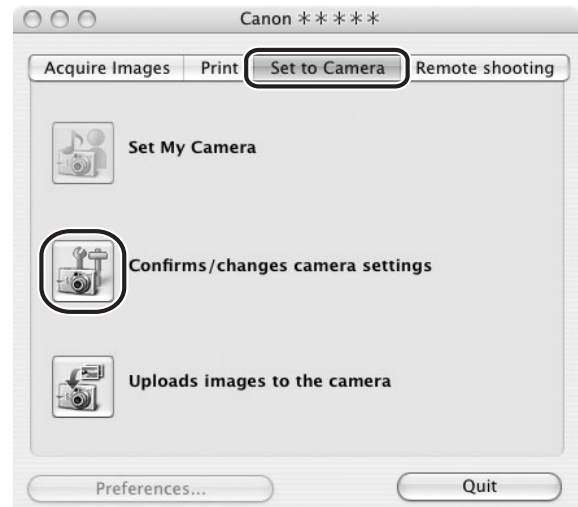 Canon ＊＊＊＊＊
Acquire Images Print Set to Camera Remote shooting
Set My Camera
Confirms/changes camera settings
Uploads images to the camera
Preferences... Quit